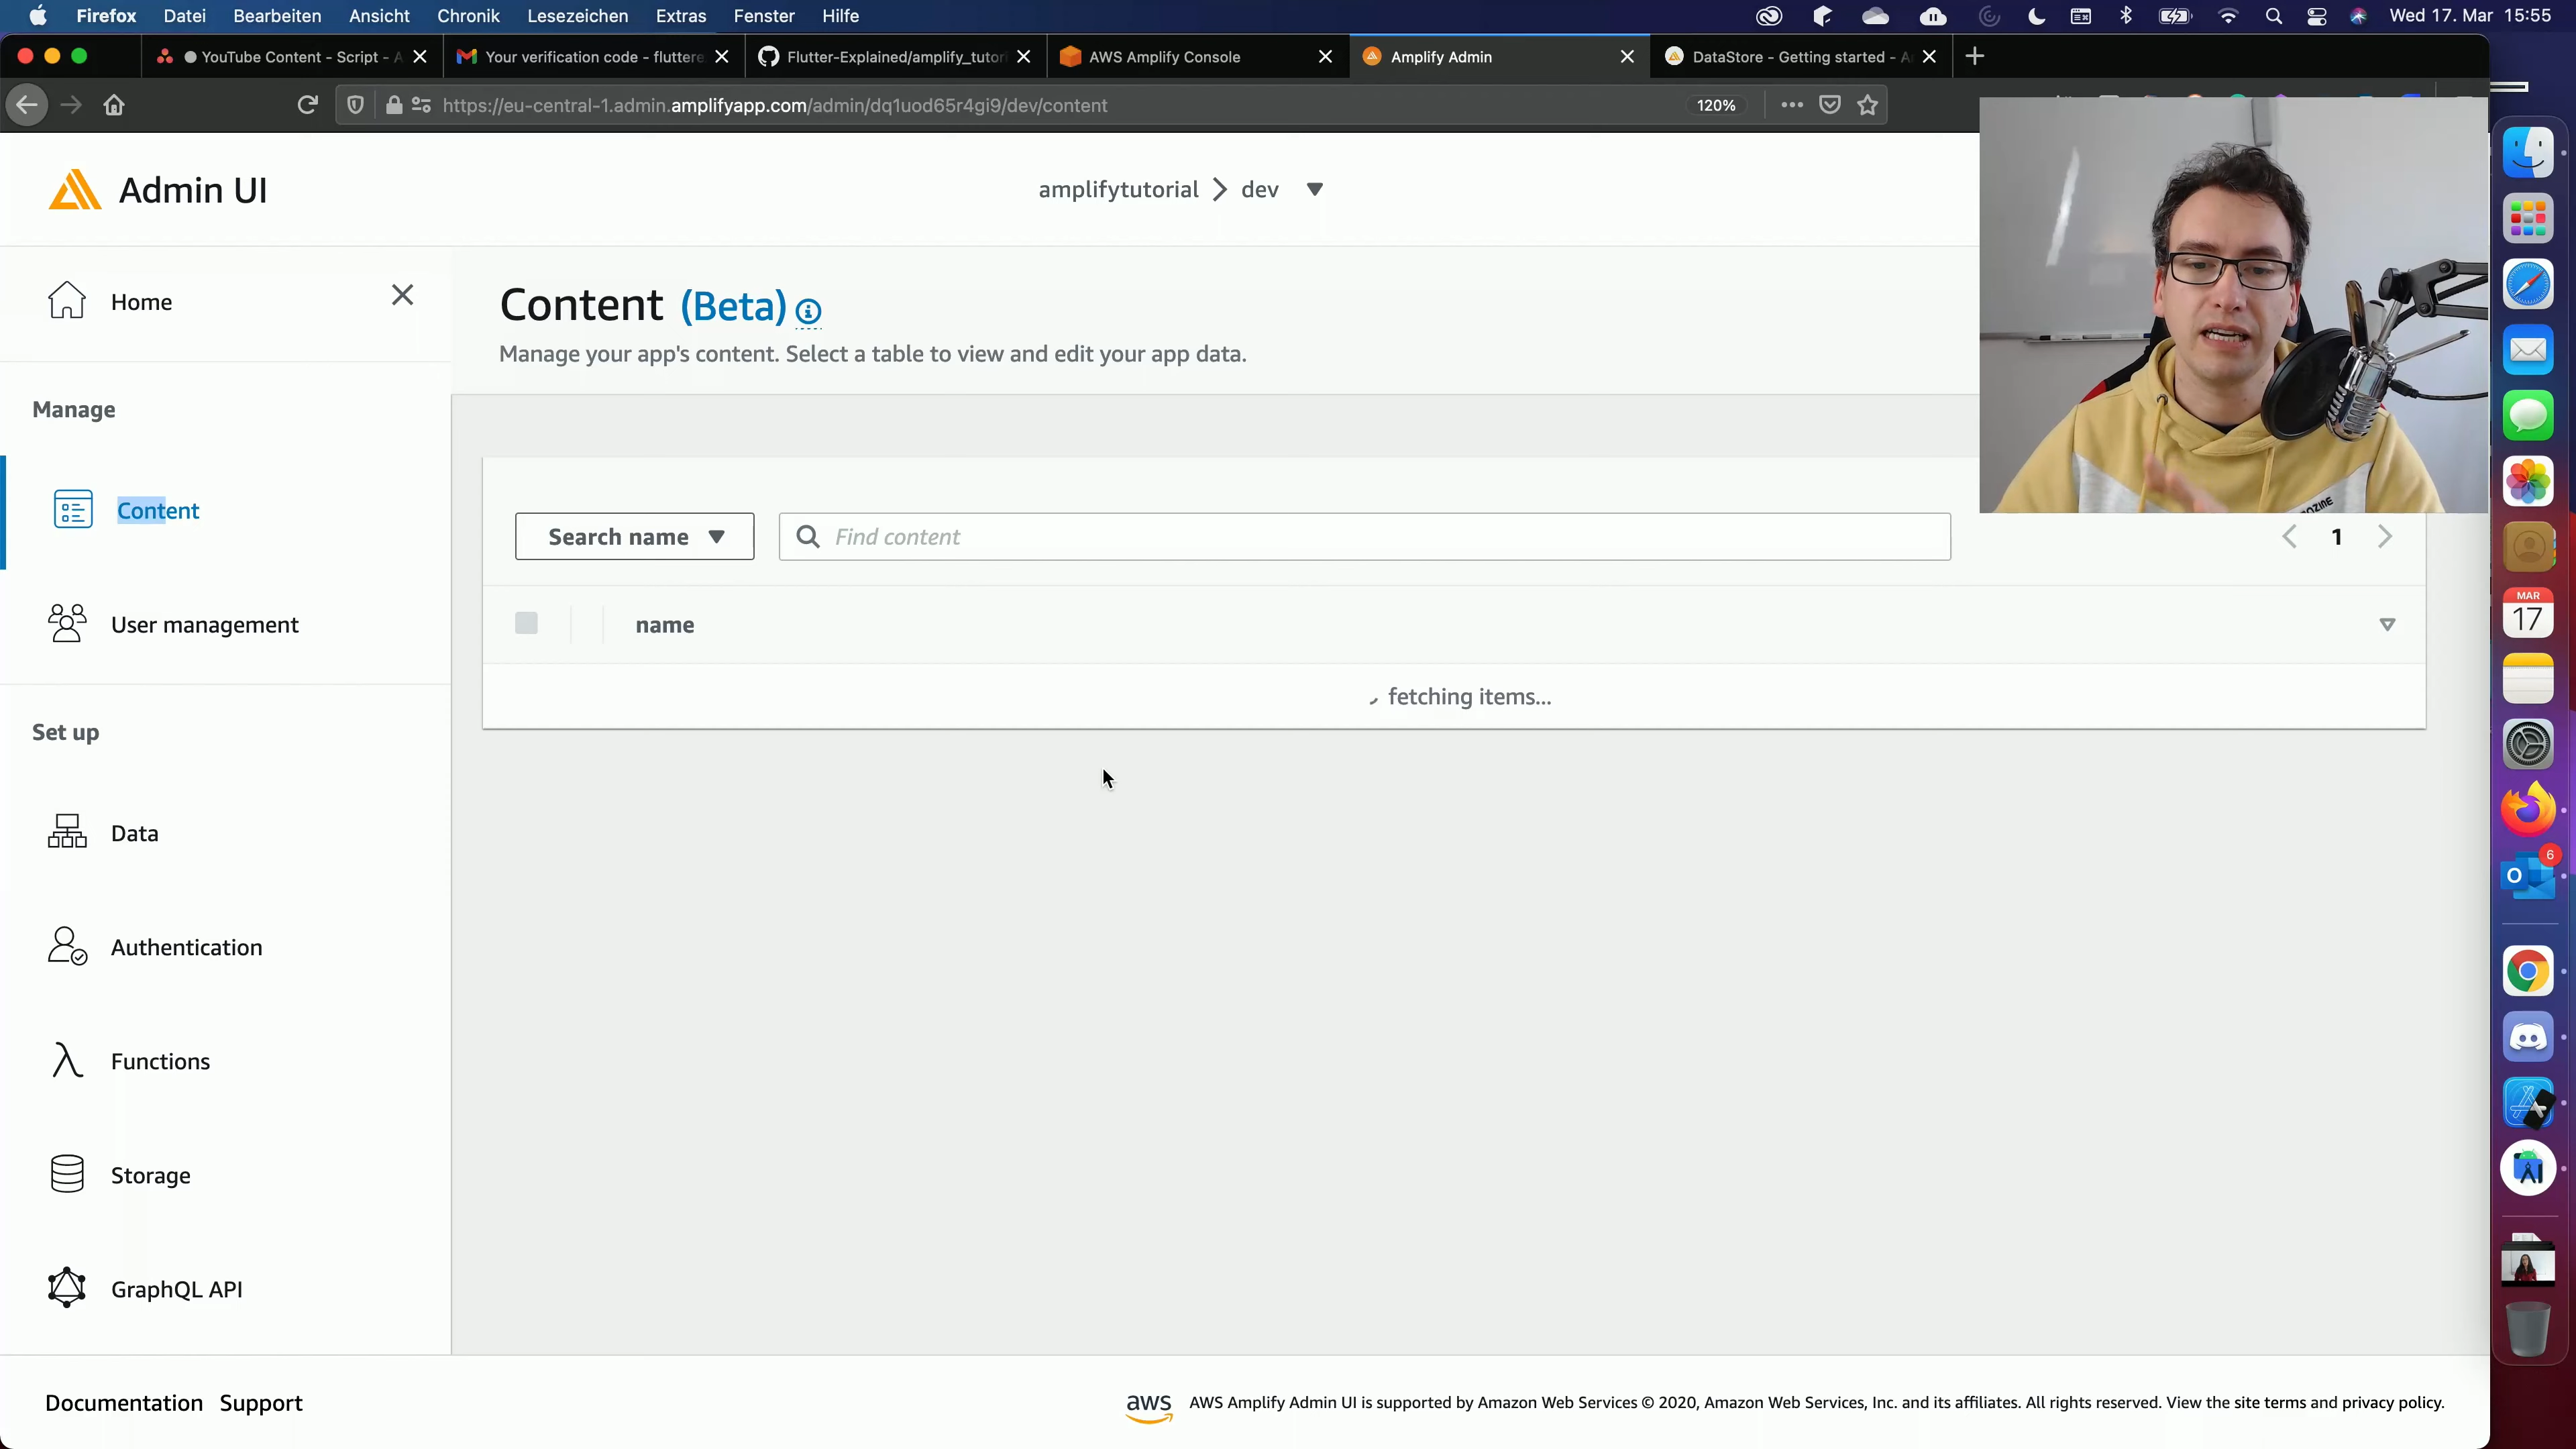 Firefox Datei Bearbeiten Ansicht Chronik Lesezeichen Extras Fenster Hilfe Wed 17. Mar 15:55
YouTube Content - Script - A
Your verification code - fluttere
Flutter-Explained/amplify_tutori
AWS Amplify Console
Amplify Admin
DataStore - Getting started - A
https://eu-central-1.admin.amplifyapp.com/admin/dq1uod65r4gi9/dev/content 120%
Admin UI
amplifytutorial dev
Home
Manage
Content
User management
Set up
Data
Authentication
Functions
Storage
GraphQL API
Content (Beta)
Manage your app's content. Select a table to view and edit your app data.
Search name
Find content
1
name
fetching items...
MAR
17
6
Documentation Support
aws AWS Amplify Admin UI is supported by Amazon Web Services © 2020, Amazon Web Services, Inc. and its affiliates. All rights reserved. View the site terms and privacy policy.